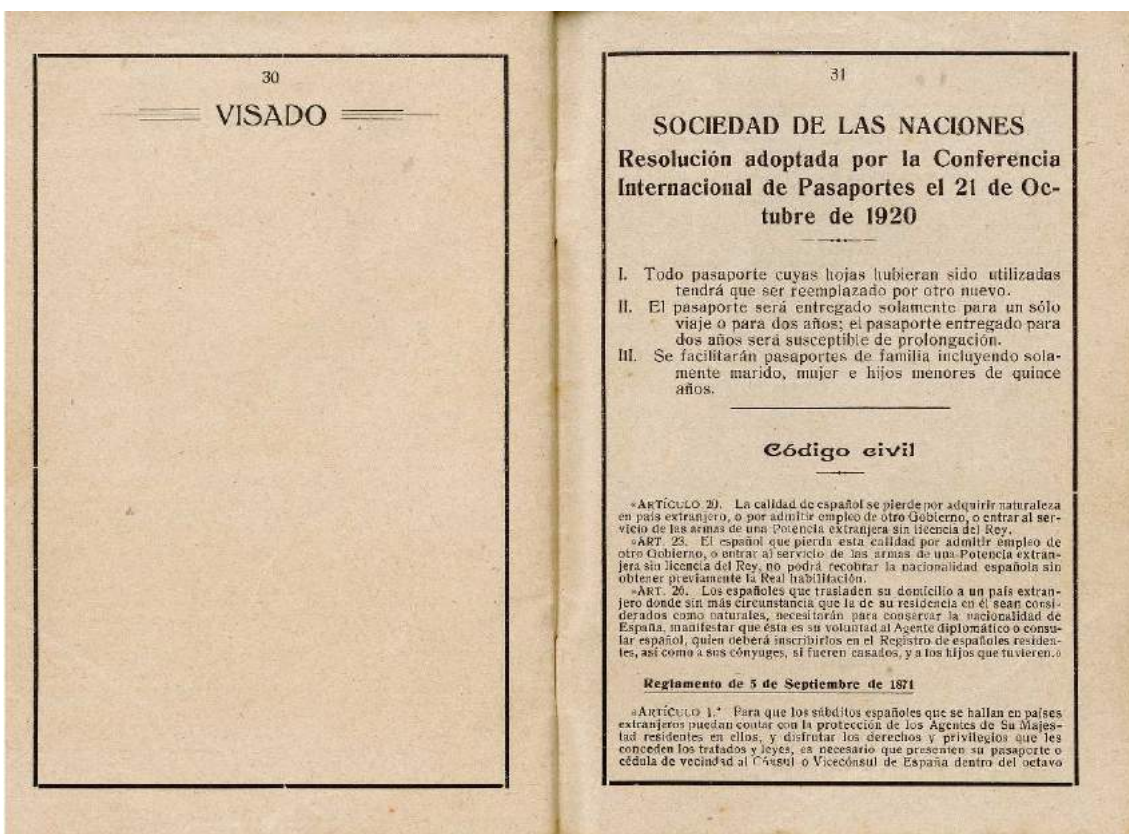 30
VISADO
31
SOCIEDAD DE LAS NACIONES
Resolución adoptada por la Conferencia
Internacional de Pasaportes el 21 de Oc-
tubre de 1920
I. Todo pasaporte cuyas hojas hubieran sido utilizadas
tendrá que ser reemplazado por otro nuevo.
II. El pasaporte será entregado solamente para un sólo
viaje o para dos años; el pasaporte entregado para
dos años será susceptible de prolongación.
III. Se facilitarán pasaportes de familia incluyendo sola-
mente marido, mujer e hijos menores de quince
años.
Código civil
«ARTÍCULO 20. La calidad de español se pierde por adquirir naturaleza
en país extranjero, o por admitir empleo de otro Gobierno, o entrar al ser-
vicio de las armas de una Potencia extranjera sin licencia del Rey.
»ART. 23. El español que pierda esta calidad por admitir empleo de
otro Gobierno, o entrar al servicio de las armas de una Potencia extran-
jera sin licencia del Rey, no podrá recobrar la nacionalidad española sin
obtener previamente la Real habilitación.
»ART. 26. Los españoles que trasladen su domicilio a un país extran-
jero donde sin más circunstancia que la de su residencia en él sean consi-
derados como naturales, necesitarán para conservar la nacionalidad de
España, manifestar que ésta es su voluntad al Agente diplomático o consu-
lar español, quien deberá inscribirlos en el Registro de españoles residen-
tes, así como a sus cónyuges, si fueren casados, y a los hijos que tuvieren.»
Reglamento de 5 de Septiembre de 1871
«ARTÍCULO 1.º Para que los súbditos españoles que se hallan en países
extranjeros puedan contar con la protección de los Agentes de Su Majes-
tad residentes en ellos, y disfrutar los derechos y privilegios que les
conceden los tratados y leyes, es necesario que presenten su pasaporte o
cédula de vecindad al Cónsul o Vicecónsul de España dentro del octavo